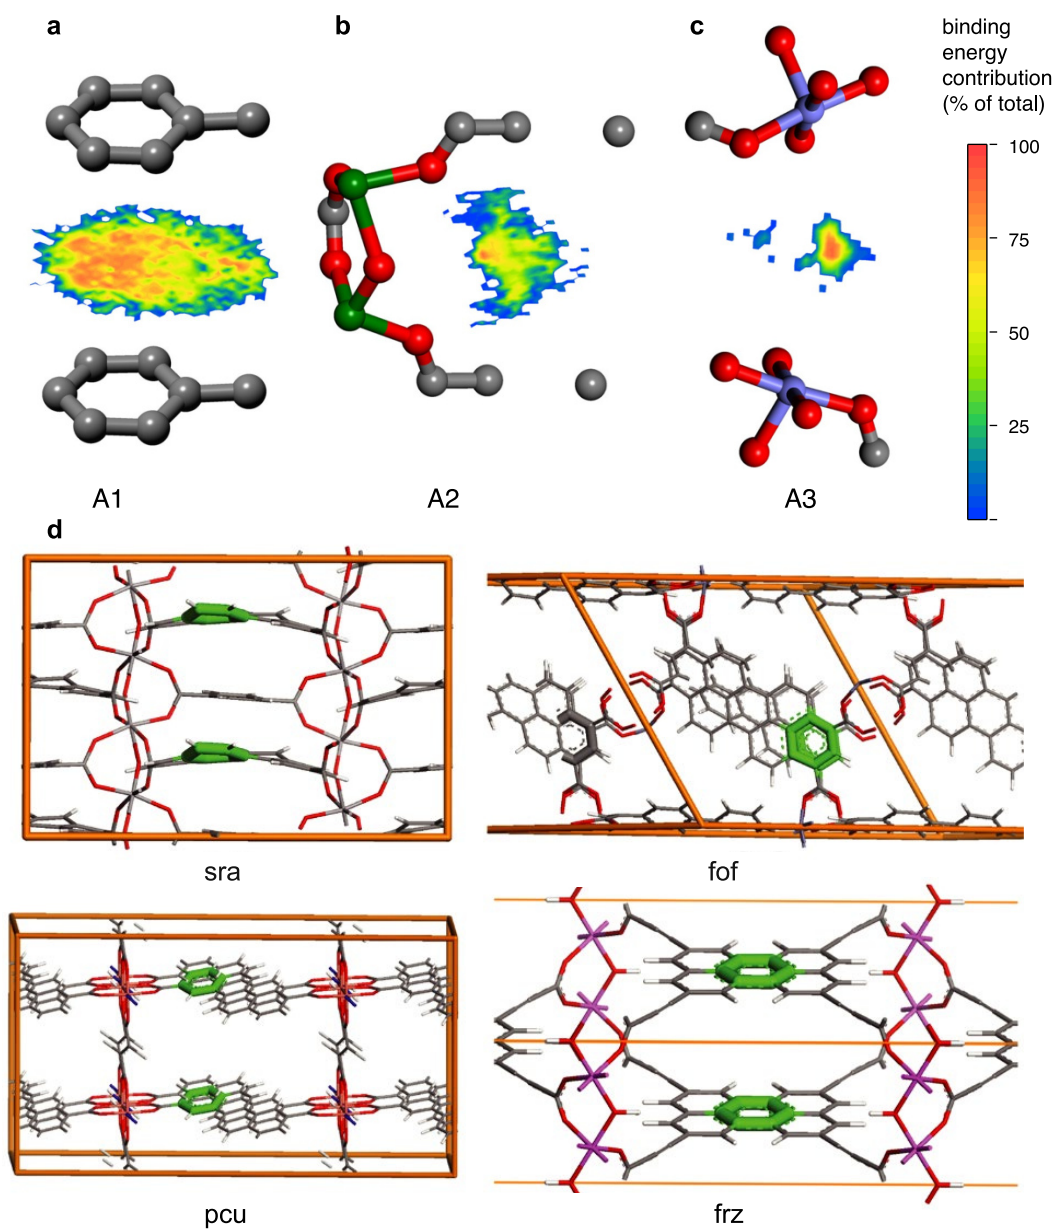 a
b
c
binding
energy
contribution
(% of total)
100
75
50
25
A1
A2
A3
d
sra
fof
pcu
frz